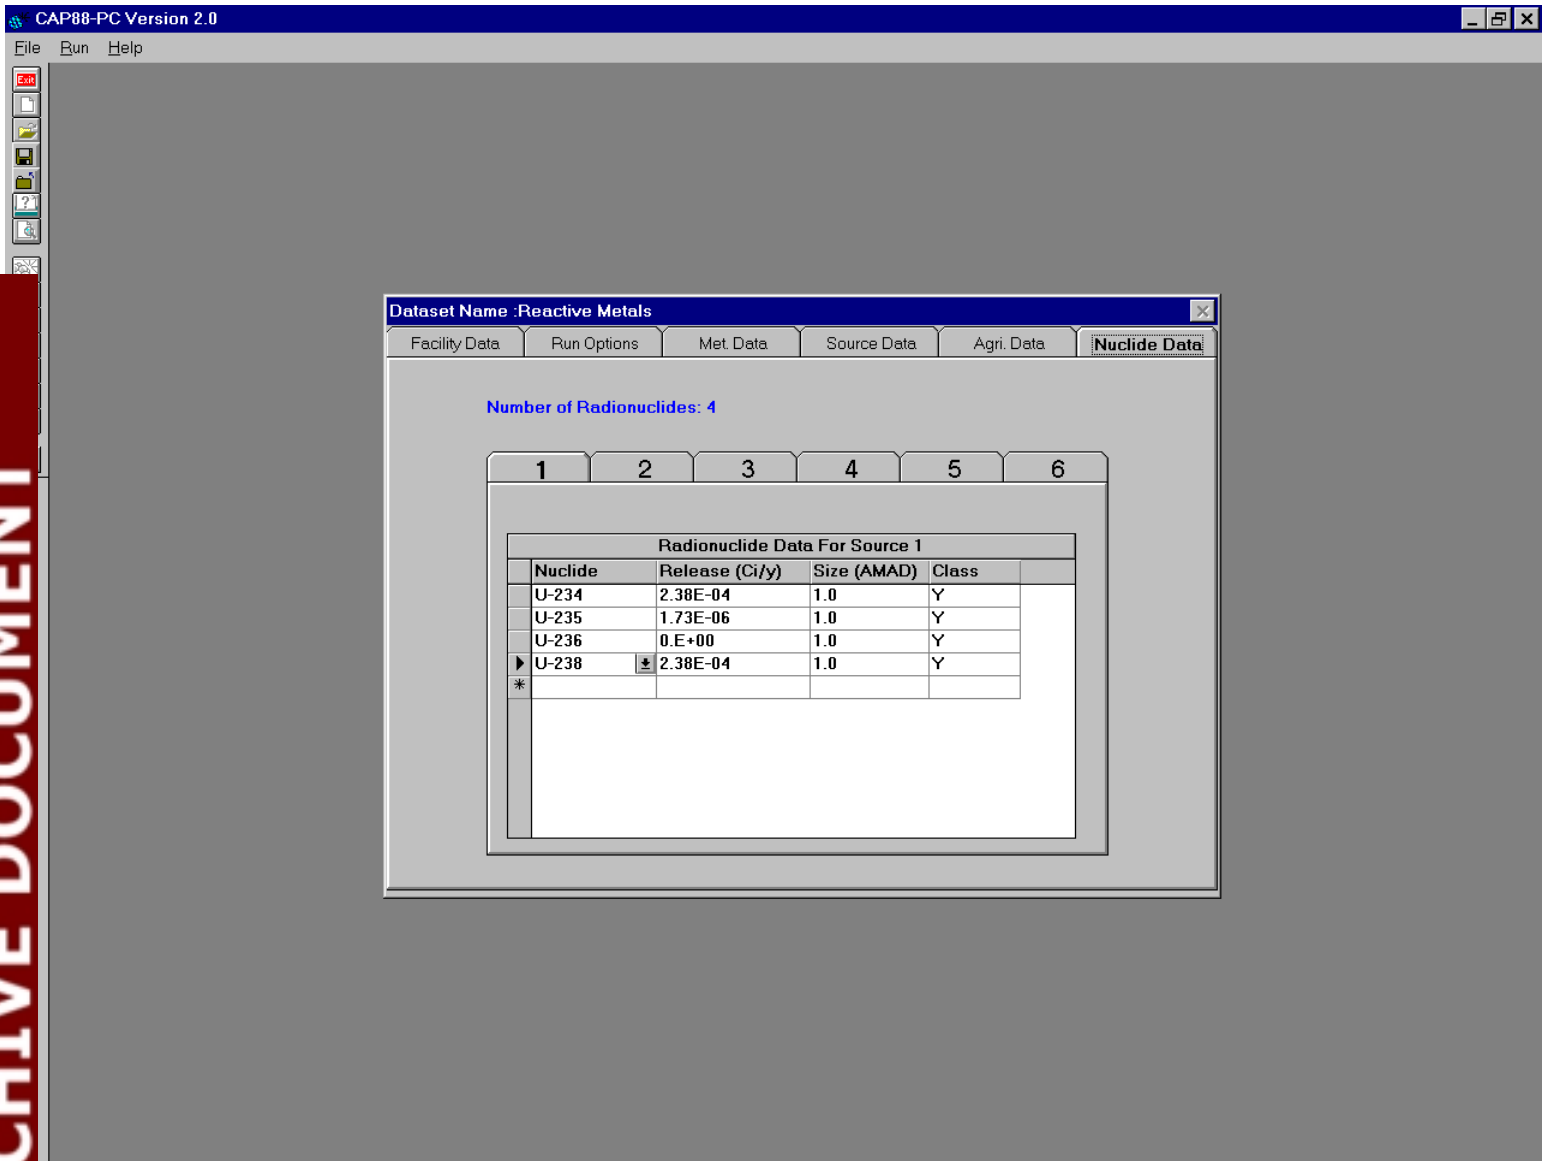 CAP88-PC Version 2.0
File Run Help
Exit
Dataset Name :Reactive Metals
Facility Data Run Options Met. Data Source Data Agri. Data Nuclide Data
Number of Radionuclides: 4
1 2 3 4 5 6
Radionuclide Data For Source 1
Nuclide Release (Ci/y) Size (AMAD) Class
U-234 2.38E-04 1.0 Y
U-235 1.73E-06 1.0 Y
U-236 0.E+00 1.0 Y
U-238 2.38E-04 1.0 Y
*
CHIVE DOCUMENT